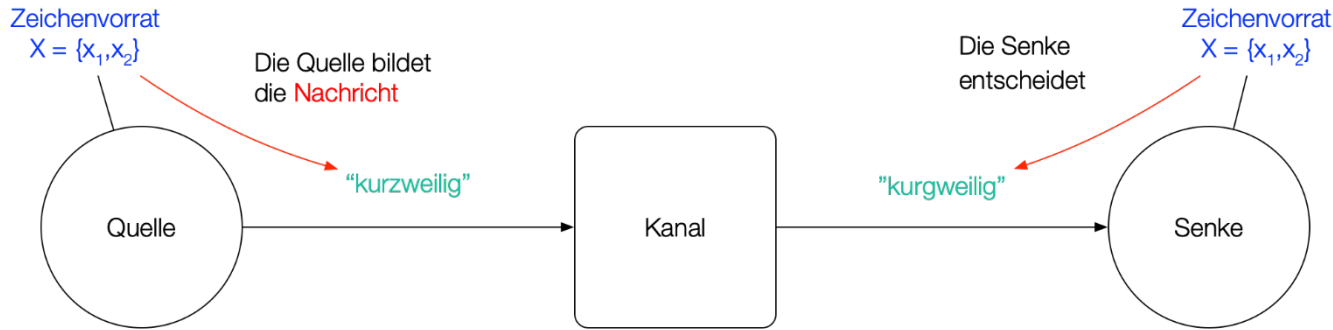 Zeichenvorrat
X = {x₁,x₂}
Die Quelle bildet
die Nachricht
Die Senke
entscheidet
Zeichenvorrat
X = {x₁,x₂}
“kurzweilig”
”kurgweilig”
Quelle
Kanal
Senke